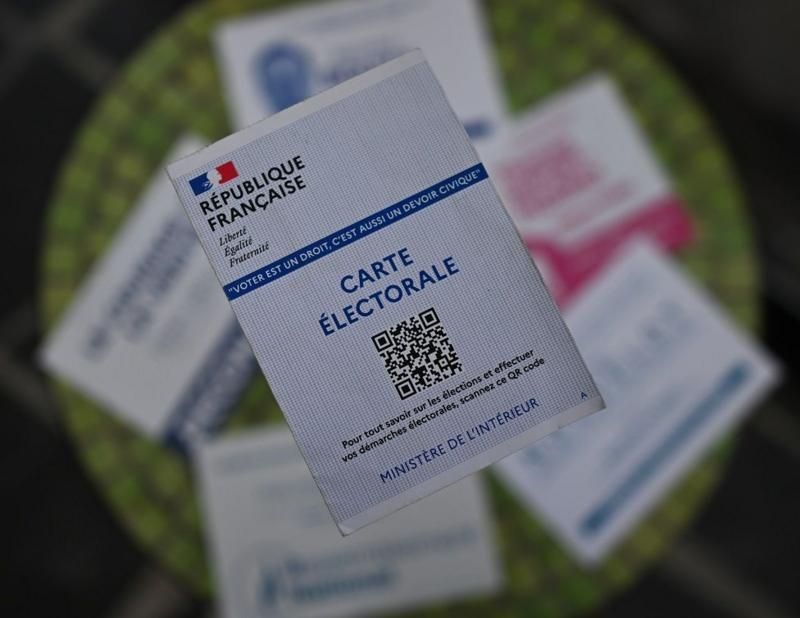 RÉPUBLIQUE
FRANÇAISE
Liberté
Égalité
Fraternité
"VOTER EST UN DROIT, C'EST AUSSI UN DEVOIR CIVIQUE"
CARTE
ÉLECTORALE
Pour tout savoir sur les élections et effectuer
vos démarches électorales, scannez ce QR code
MINISTÈRE DE L'INTÉRIEUR
A